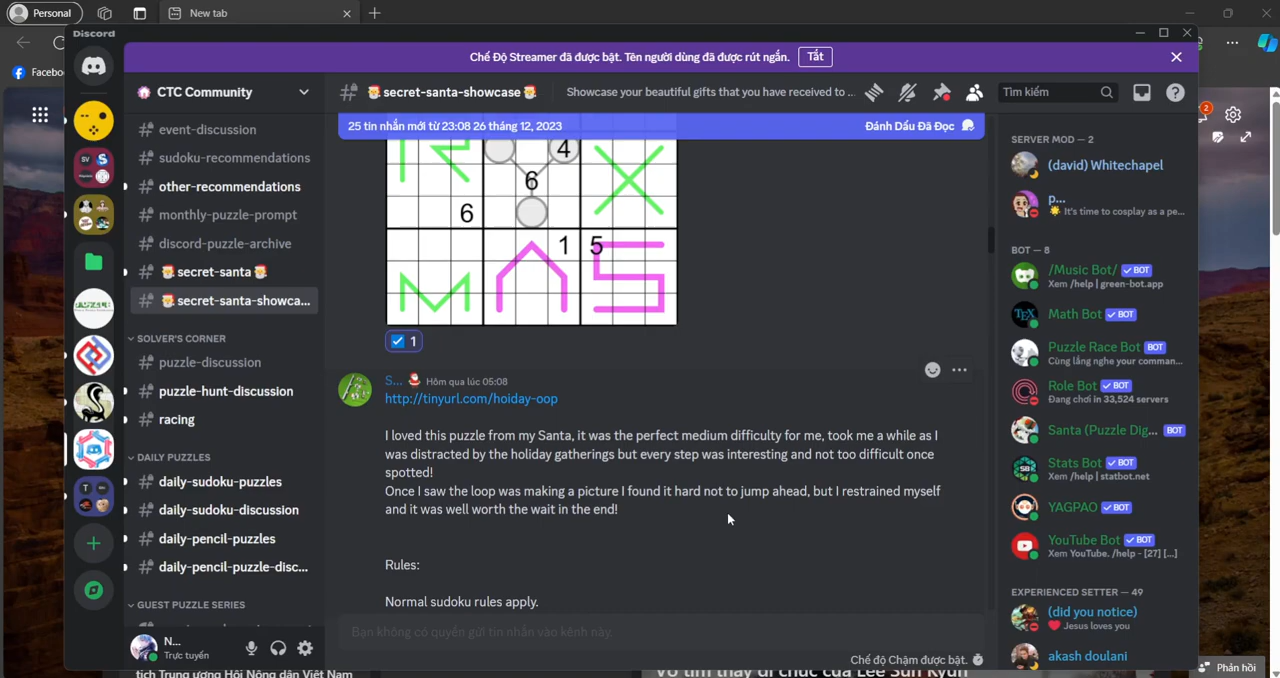 Personal
New tab
Discord
Chế Độ Streamer đã được bật. Tên người dùng đã được rút ngắn.
Tắt
Faceboo
CTC Community
secret-santa-showcase
Showcase your beautiful gifts that you have received to ...
Tìm kiếm
25 tin nhắn mới từ 23:08 26 tháng 12, 2023
Đánh Dấu Đã Đọc
event-discussion
sudoku-recommendations
other-recommendations
monthly-puzzle-prompt
discord-puzzle-archive
secret-santa
secret-santa-showca...
SOLVER'S CORNER
puzzle-discussion
puzzle-hunt-discussion
racing
DAILY PUZZLES
daily-sudoku-puzzles
daily-sudoku-discussion
daily-pencil-puzzles
daily-pencil-puzzle-disc...
GUEST PUZZLE SERIES
N...
Trực tuyến
4
6
6
1
5
1
S...
Hôm qua lúc 05:08
http://tinyurl.com/hoiday-oop
I loved this puzzle from my Santa, it was the perfect medium difficulty for me, took me a while as I
was distracted by the holiday gatherings but every step was interesting and not too difficult once
spotted!
Once I saw the loop was making a picture I found it hard not to jump ahead, but I restrained myself
and it was well worth the wait in the end!
Rules:
Normal sudoku rules apply.
Bạn không có quyền gửi tin nhắn vào kênh này.
Chế độ Chậm được bật.
SERVER MOD — 2
(david) Whitechapel
p...
It's time to cosplay as a pe...
BOT — 8
/Music Bot/
BOT
Xem /help | green-bot.app
Math Bot
BOT
Puzzle Race Bot
BOT
Cùng lắng nghe your comman...
Role Bot
BOT
Đang chơi in 33,524 servers
Santa (Puzzle Dig...
BOT
Stats Bot
BOT
Xem /help | statbot.net
YAGPAO
BOT
YouTube Bot
BOT
Xem YouTube. /help - [27] [...]
EXPERIENCED SETTER — 49
(did you notice)
Jesus loves you
akash doulani
2
Phản hồi
tịch Trung ương Hội Nông dân Việt Nam